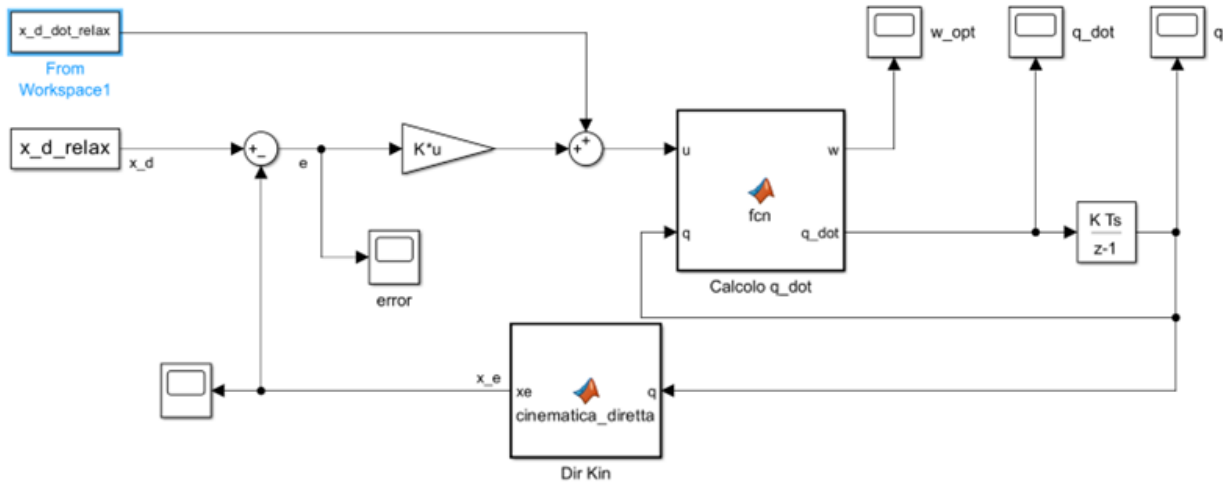 x_d_dot_relax
From
Workspace1
w_opt
q_dot
q
x_d_relax
x_d
+
−
e
K*u
+
+
u
w
fcn
q
q_dot
K Ts
z-1
Calcolo q_dot
error
x_e
xe
q
cinematica_diretta
Dir Kin